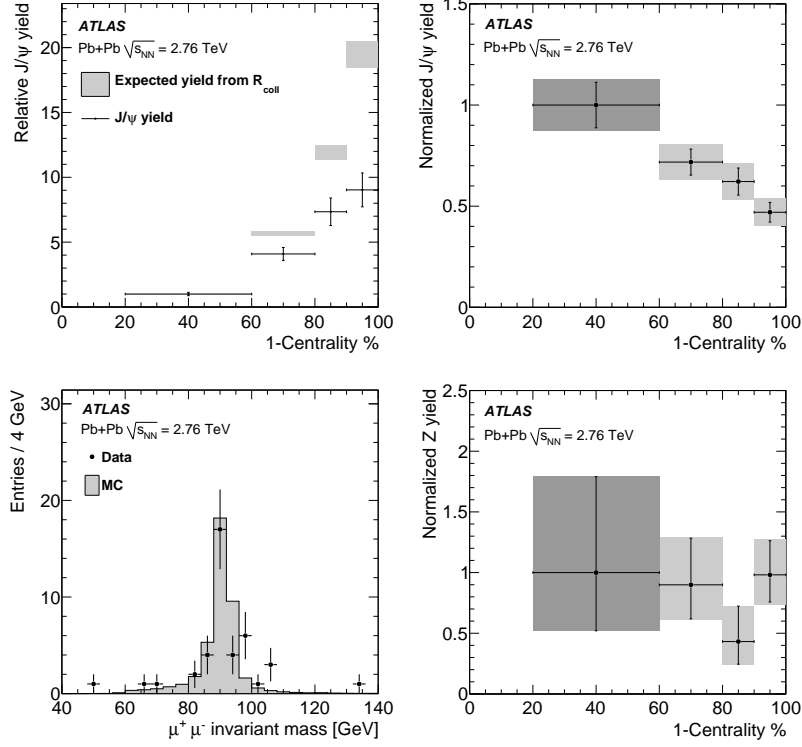 Relative J/ψ yield
20
15
10
5
0
ATLAS
Pb+Pb √s_NN = 2.76 TeV
Expected yield from R_coll
J/ψ yield
0 20 40 60 80 100
1-Centrality %
Normalized J/ψ yield
1.5
1
0.5
0
ATLAS
Pb+Pb √s_NN = 2.76 TeV
0 20 40 60 80 100
1-Centrality %
Entries / 4 GeV
30
20
10
0
ATLAS
Pb+Pb √s_NN = 2.76 TeV
Data
MC
40 60 80 100 120 140
μ⁺ μ⁻ invariant mass [GeV]
Normalized Z yield
2.5
2
1.5
1
0.5
0
ATLAS
Pb+Pb √s_NN = 2.76 TeV
0 20 40 60 80 100
1-Centrality %